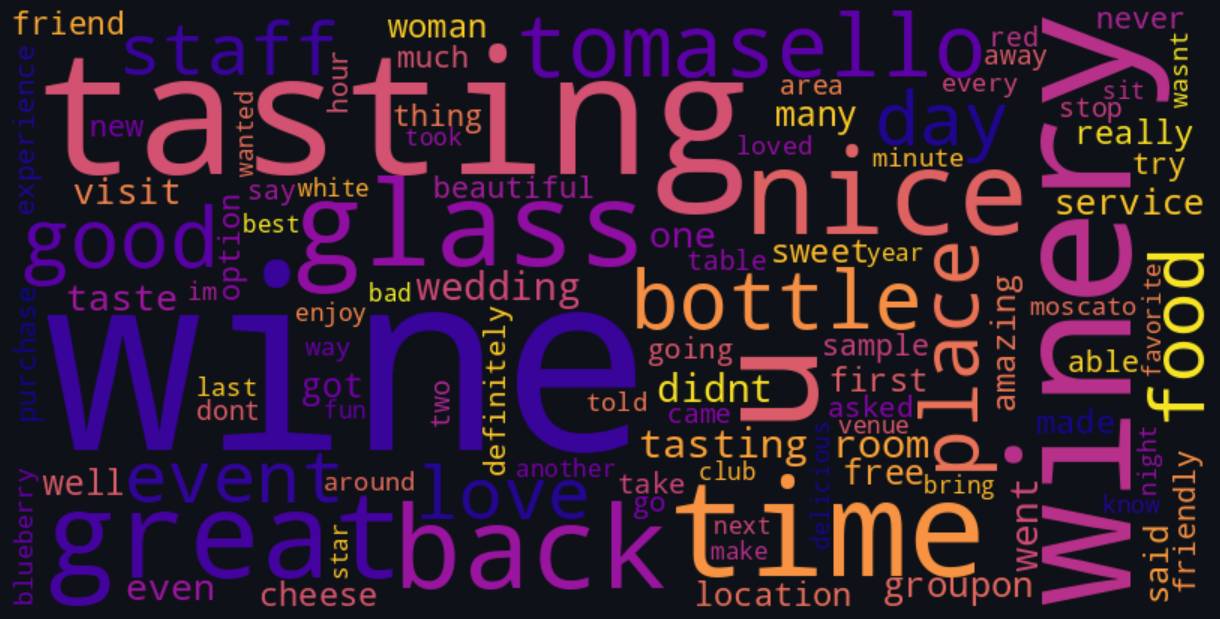 friend
woman
tomasello
never
staff
much
red
away
wasnt
experience
tasting
hour
thing
took
area
every
sit
stop
new
wanted
many
day
really
loved
minute
try
visit
say
white
beautiful
nice
winery
service
good
option
best
glass
one
table
sweet
year
taste
im
bad
wedding
bottle
place
amazing
moscato
favorite
food
purchase
wine
enjoy
definitely
way
going
u
sample
able
last
dont
got
fun
two
told
didnt
came
first
asked
venue
made
tasting
room
delicious
night
well
event
around
love
another
take
club
free
bring
know
blueberry
great
back
go
time
next
make
went
said
friendly
star
even
cheese
location
groupon